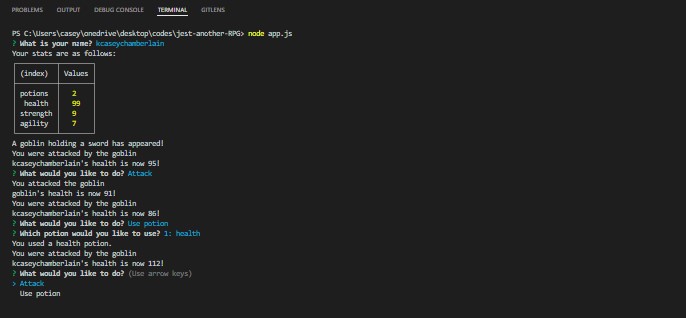 PROBLEMS OUTPUT DEBUG CONSOLE TERMINAL GITLENS
PS C:\Users\casey\onedrive\desktop\codes\jest-another-RPG> node app.js
? What is your name? kcaseychamberlain
Your stats are as follows:
(index) Values
potions 2
health 99
strength 9
agility 7
A goblin holding a sword has appeared!
You were attacked by the goblin
kcaseychamberlain's health is now 95!
? What would you like to do? Attack
You attacked the goblin
goblin's health is now 91!
You were attacked by the goblin
kcaseychamberlain's health is now 86!
? What would you like to do? Use potion
? Which potion would you like to use? 1: health
You used a health potion.
You were attacked by the goblin
kcaseychamberlain's health is now 112!
? What would you like to do? (Use arrow keys)
> Attack
Use potion